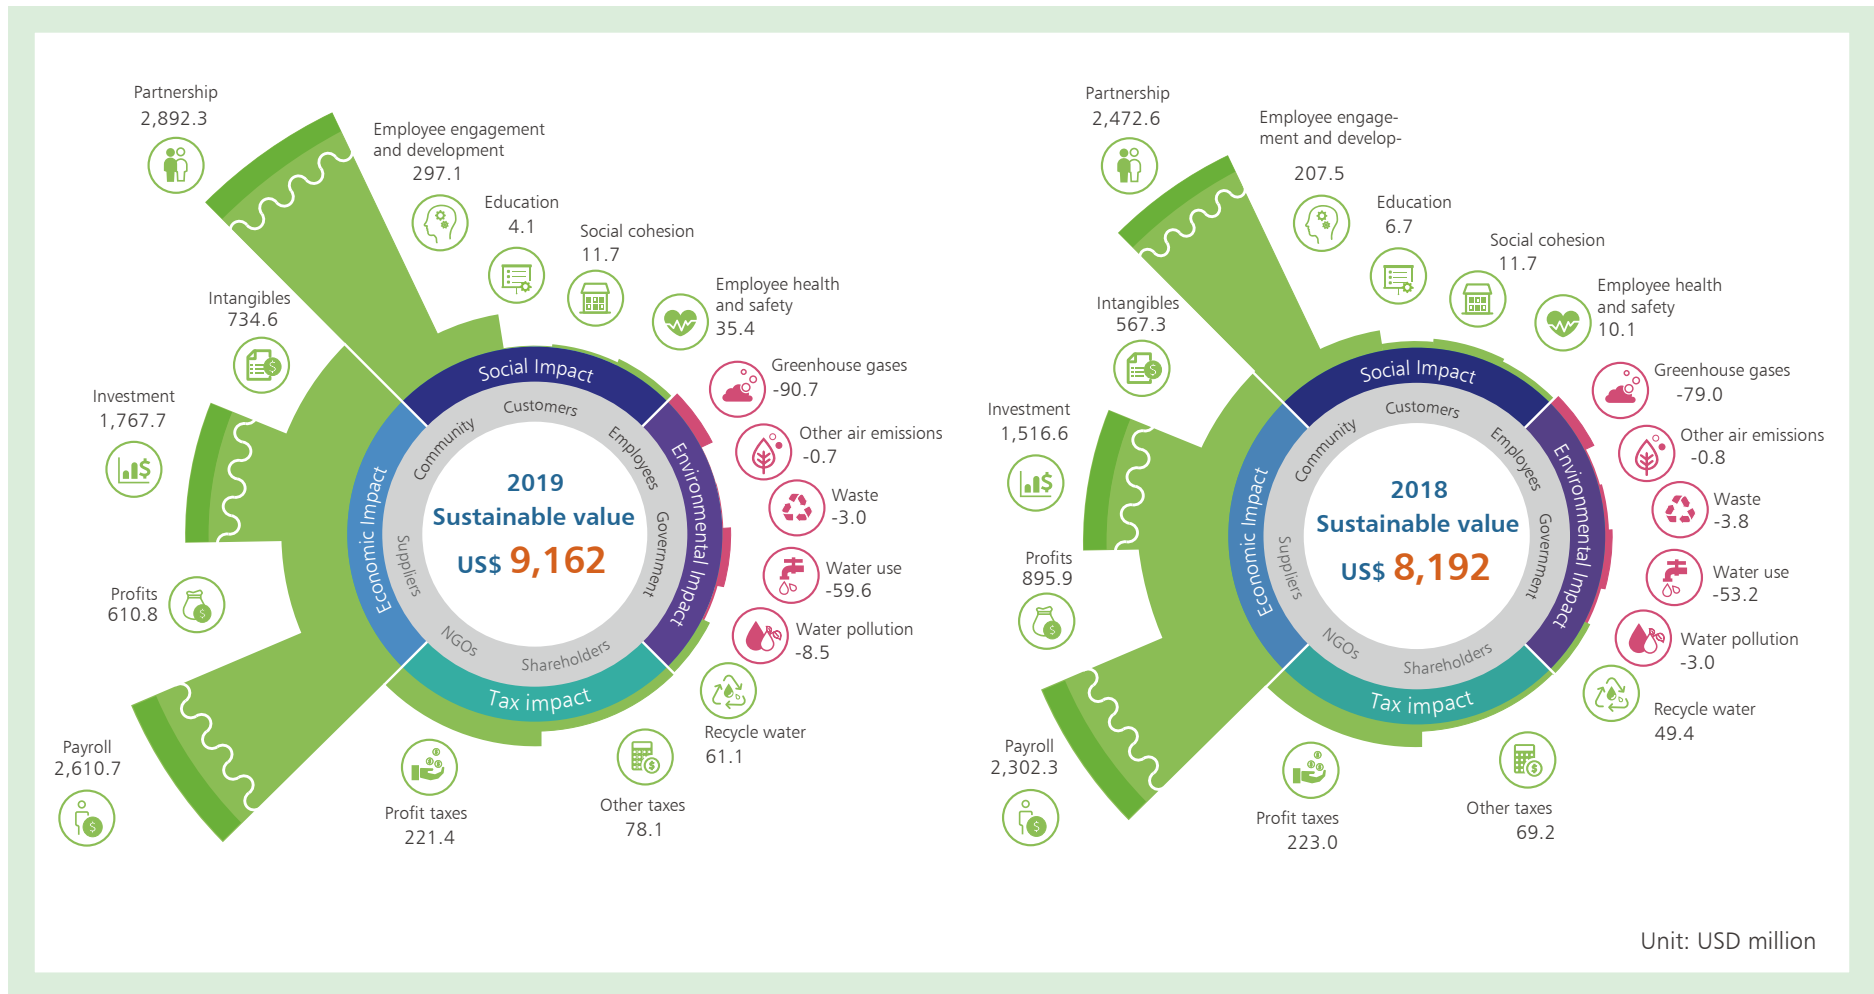 Partnership
2,892.3
Employee engagement
and development
297.1
Education
4.1
Social cohesion
11.7
Employee health
and safety
35.4
Intangibles
734.6
Investment
1,767.7
Profits
610.8
Payroll
2,610.7
Greenhouse gases
-90.7
Other air emissions
-0.7
Waste
-3.0
Water use
-59.6
Water pollution
-8.5
Recycle water
61.1
Other taxes
78.1
Profit taxes
221.4
Social Impact
Environmental Impact
Tax impact
Economic Impact
Community
Customers
Employees
Government
Shareholders
NGOs
Suppliers
2019
Sustainable value
US$ 9,162
Partnership
2,472.6
Employee engage-
ment and develop-
207.5
Education
6.7
Social cohesion
11.7
Employee health
and safety
10.1
Intangibles
567.3
Investment
1,516.6
Profits
895.9
Payroll
2,302.3
Greenhouse gases
-79.0
Other air emissions
-0.8
Waste
-3.8
Water use
-53.2
Water pollution
-3.0
Recycle water
49.4
Other taxes
69.2
Profit taxes
223.0
Social Impact
Environmental Impact
Tax impact
Economic Impact
Community
Customers
Employees
Government
Shareholders
NGOs
Suppliers
2018
Sustainable value
US$ 8,192
Unit: USD million